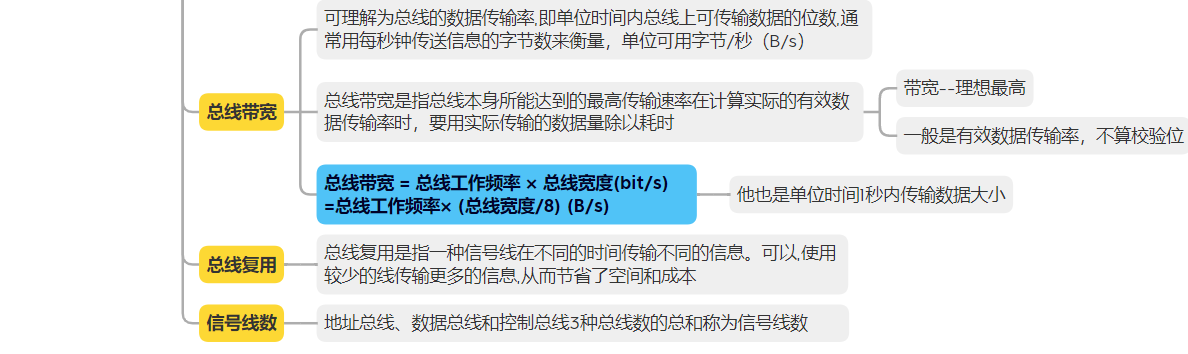 可理解为总线的数据传输率,即单位时间内总线上可传输数据的位数,通
常用每秒钟传送信息的字节数来衡量，单位可用字节/秒（B/s）
总线带宽
总线带宽是指总线本身所能达到的最高传输速率在计算实际的有效数
据传输率时，要用实际传输的数据量除以耗时
带宽--理想最高
一般是有效数据传输率，不算校验位
总线带宽 = 总线工作频率 × 总线宽度(bit/s)
=总线工作频率× (总线宽度/8) (B/s)
他也是单位时间1秒内传输数据大小
总线复用
总线复用是指一种信号线在不同的时间传输不同的信息。可以,使用
较少的线传输更多的信息,从而节省了空间和成本
信号线数
地址总线、数据总线和控制总线3种总线数的总和称为信号线数